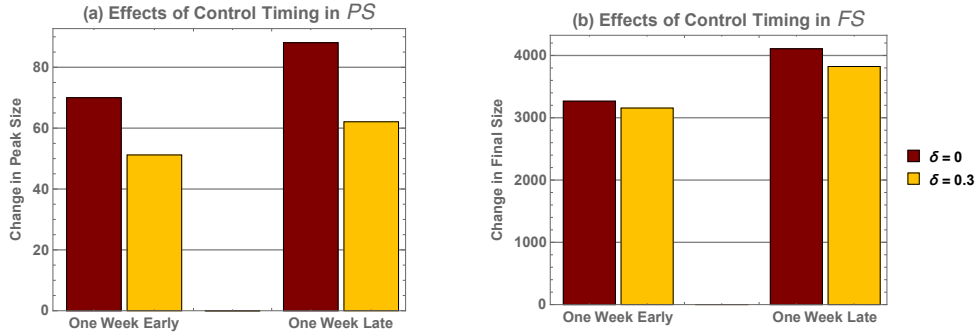 (a) Effects of Control Timing in PS
Change in Peak Size
80
60
40
20
0
One Week Early
One Week Late
(b) Effects of Control Timing in FS
Change in Final Size
4000
3000
2000
1000
0
One Week Early
One Week Late
δ = 0
δ = 0.3